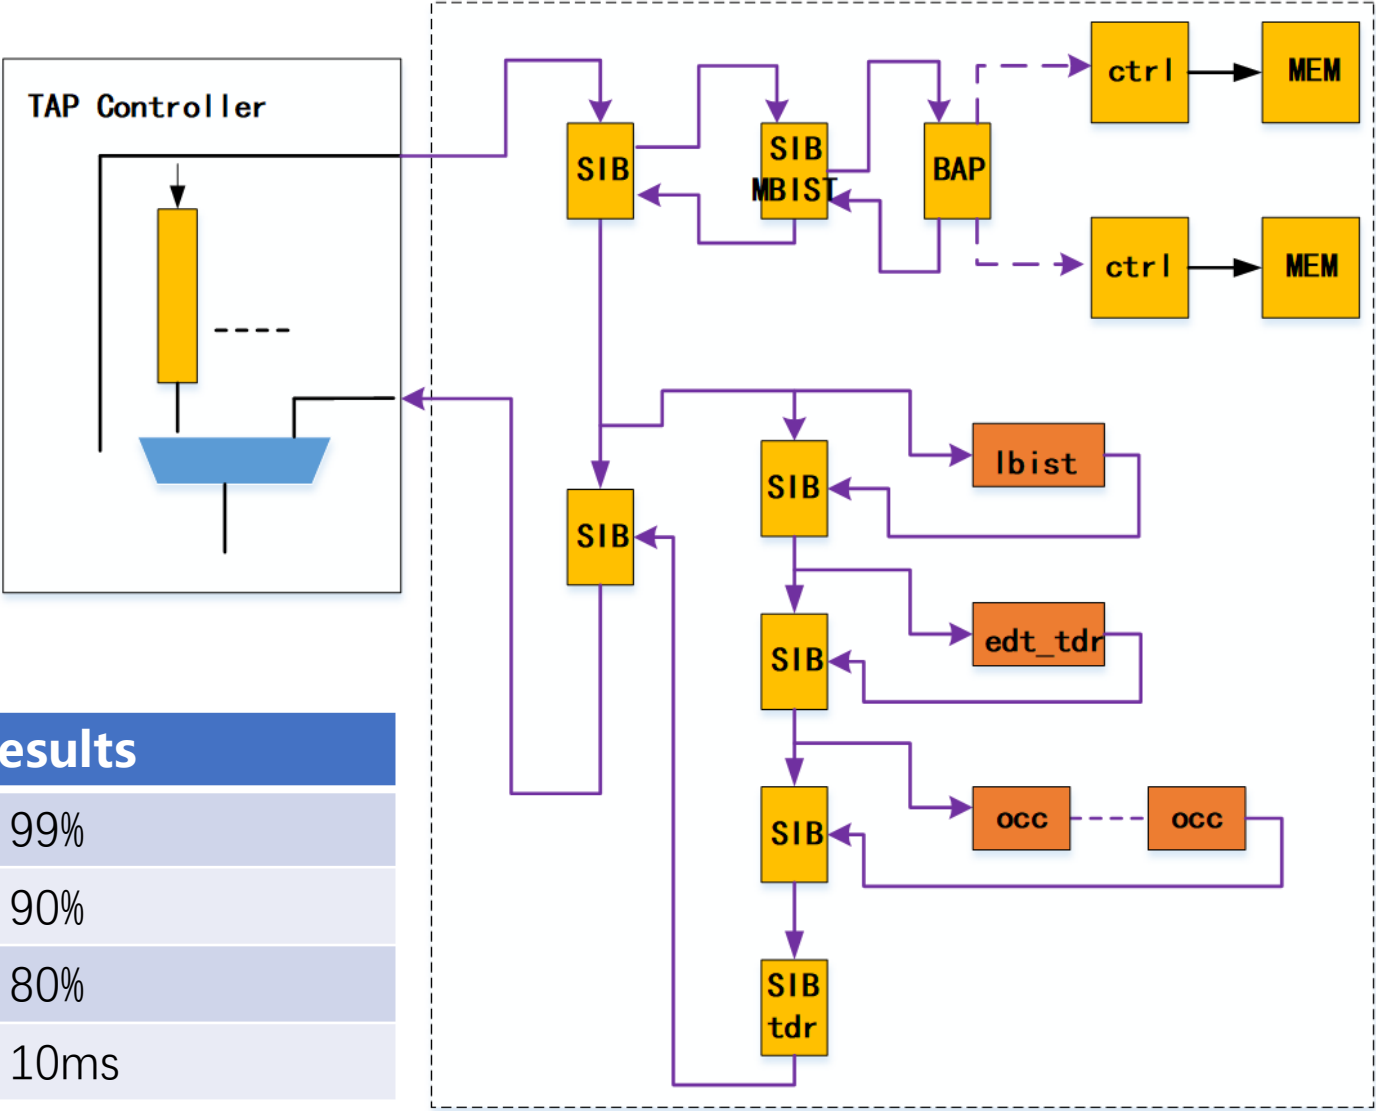 TAP Controller
SIB
SIB
MBIST
BAP
ctrl
MEM
ctrl
MEM
SIB
SIB
lbist
SIB
edt_tdr
SIB
occ
occ
SIB
tdr
esults
99%
90%
80%
10ms